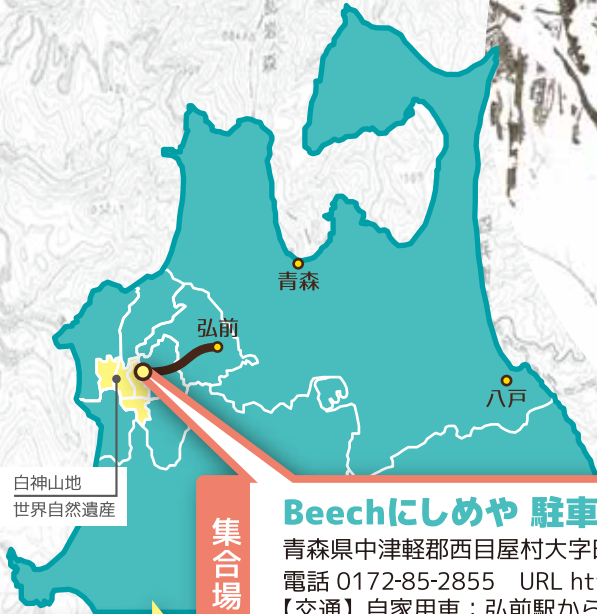 青森
弘前
八戸
白神山地
世界自然遺産
集合場
Beechにしめや 駐車
青森県中津軽郡西目屋村大字
電話 0172-85-2855 URL ht
【交通】自家用車：弘前駅から